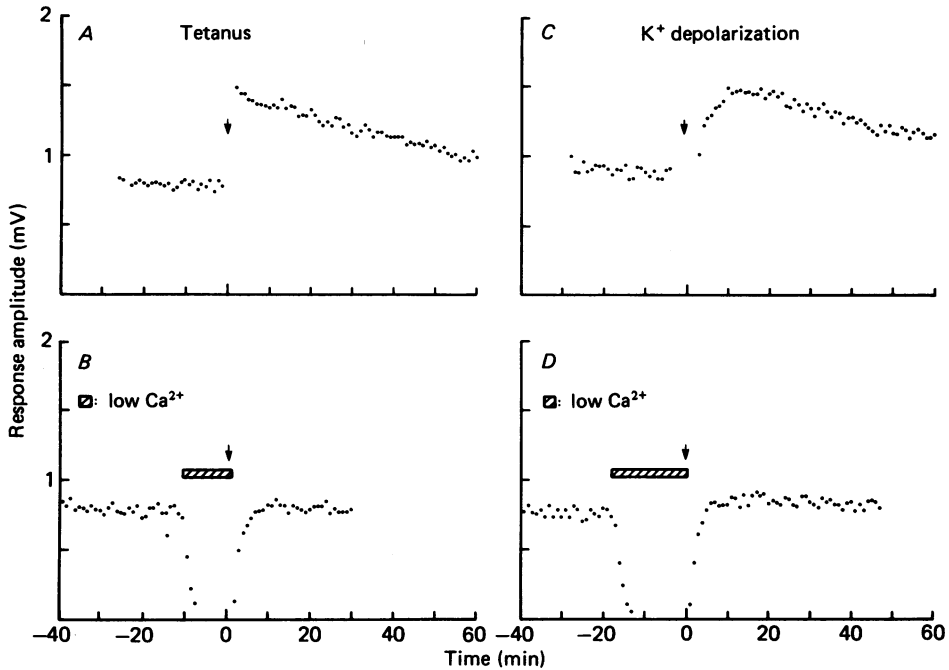 2
A
Tetanus
C
K+ depolarization
1
Response amplitude (mV)
2
B
D
: low Ca2+
: low Ca2+
1
−40
−20
0
20
40
60
−40
−20
0
20
40
60
Time (min)